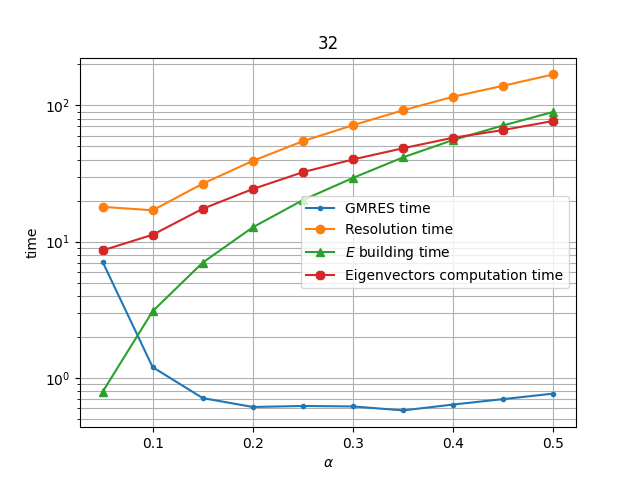 32
time
10²
10¹
10⁰
GMRES time
Resolution time
E building time
Eigenvectors computation time
0.1 0.2 0.3 0.4 0.5
α